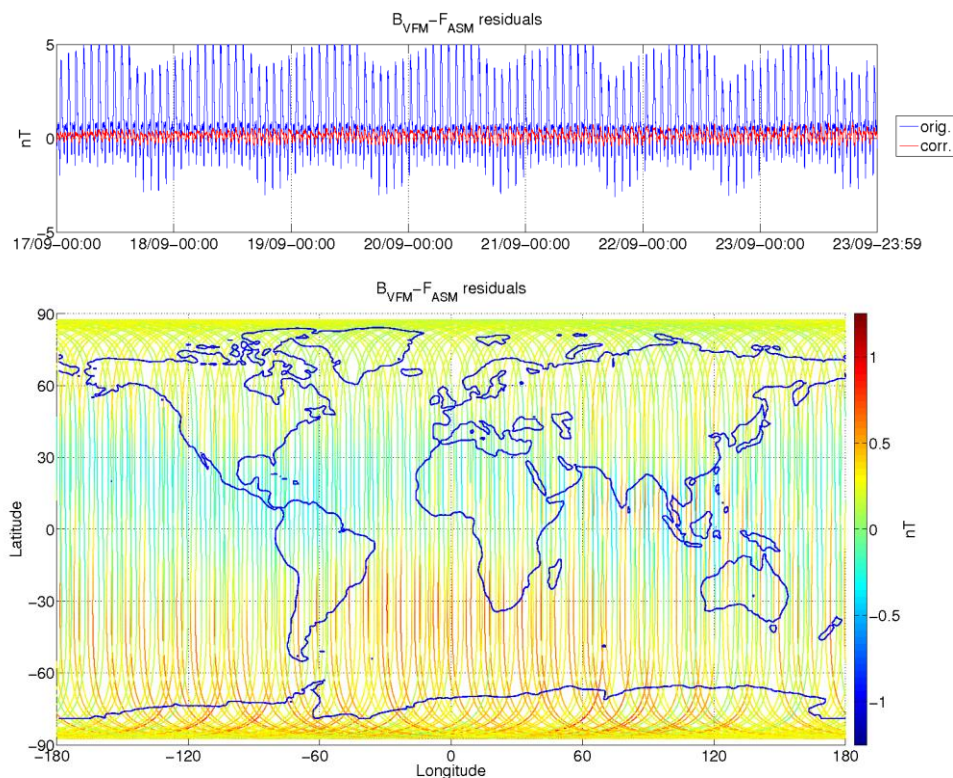 B_VFM−F_ASM residuals
5
0
−5
nT
17/09−00:00 18/09−00:00 19/09−00:00 20/09−00:00 21/09−00:00 22/09−00:00 23/09−00:00 23/09−23:59
orig.
corr.
B_VFM−F_ASM residuals
90
60
30
0
−30
−60
−90
Latitude
−180 −120 −60 0 60 120 180
Longitude
1
0.5
0
−0.5
−1
nT